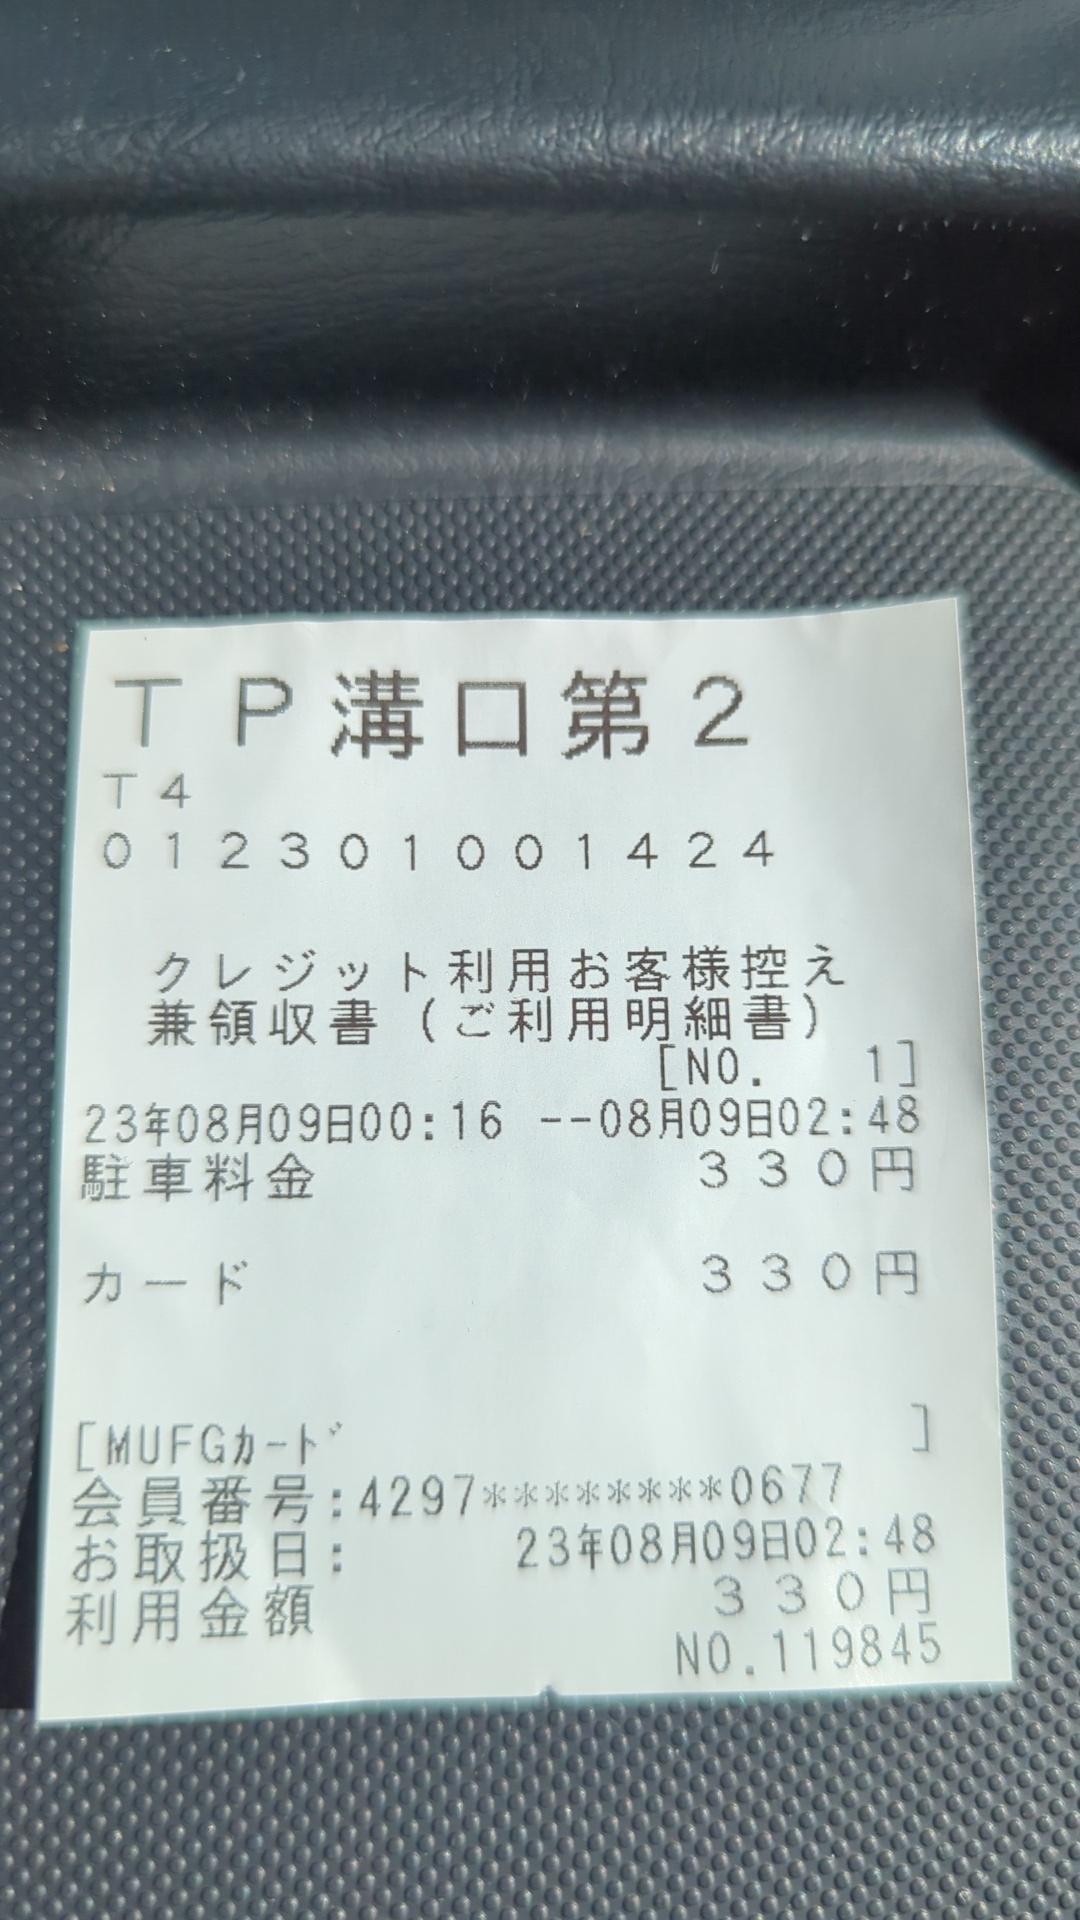 ＴＰ溝口第２
Ｔ４
０１２３０１００１４２４
クレジット利用お客様控え
兼領収書（ご利用明細書）
[NO. 1]
23年08月09日00:16 --08月09日02:48
駐車料金 ３３０円
カード ３３０円
[MUFGｶｰﾄﾞ ]
会員番号:4297********0677
お取扱日: 23年08月09日02:48
利用金額 ３３０円
NO.119845